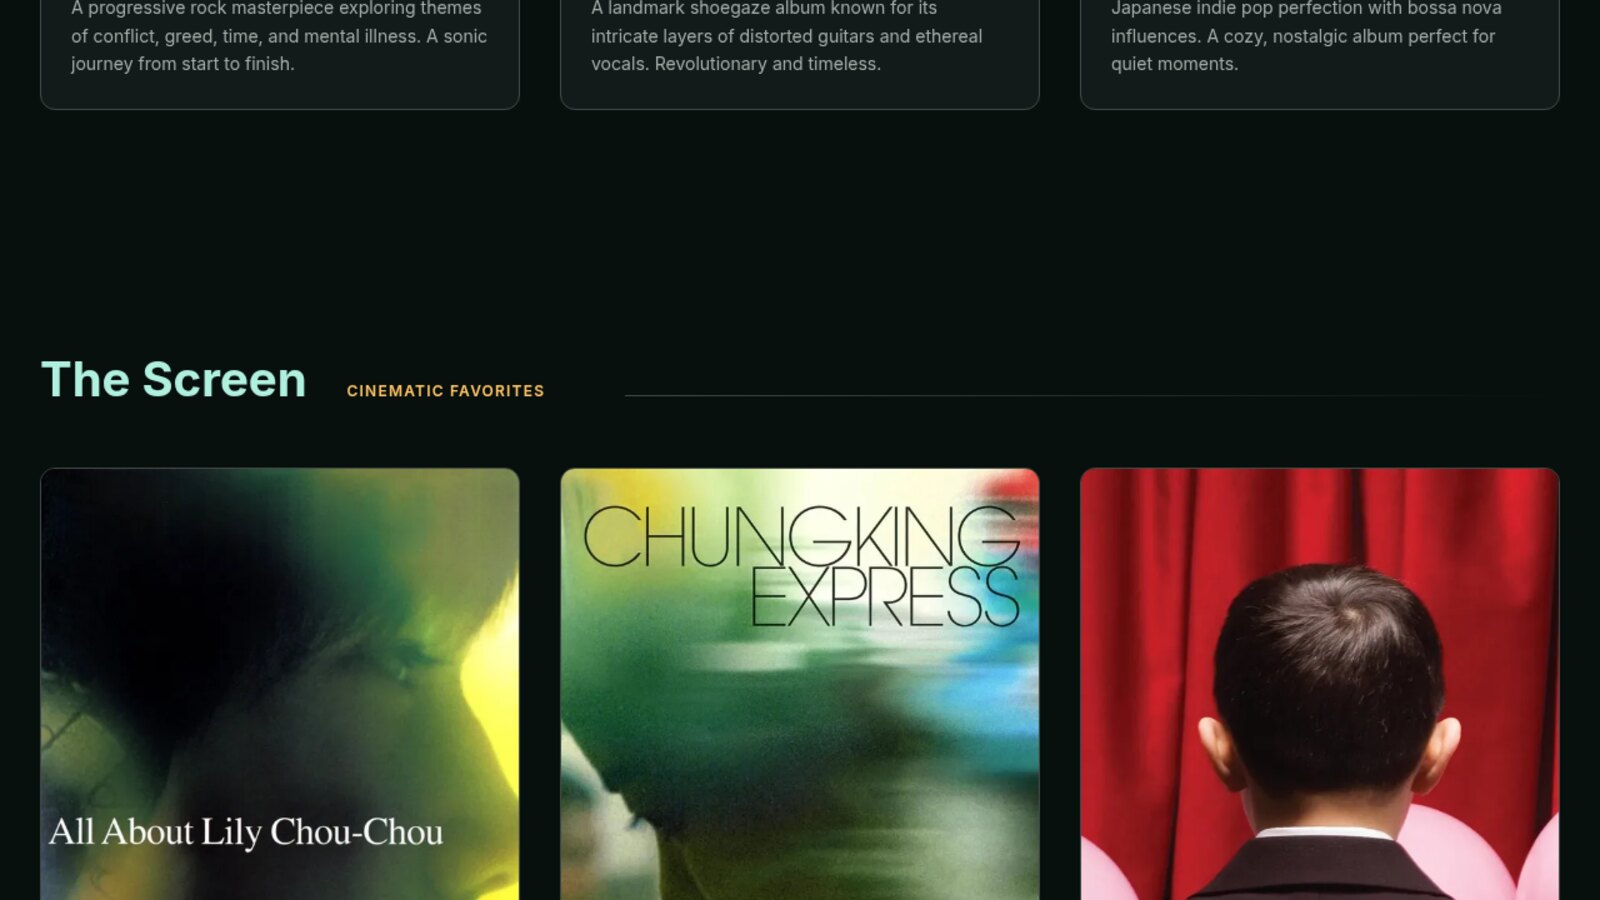 A progressive rock masterpiece exploring themes
of conflict, greed, time, and mental illness. A sonic
journey from start to finish.
A landmark shoegaze album known for its
intricate layers of distorted guitars and ethereal
vocals. Revolutionary and timeless.
Japanese indie pop perfection with bossa nova
influences. A cozy, nostalgic album perfect for
quiet moments.
The Screen
CINEMATIC FAVORITES
All About Lily Chou-Chou
CHUNGKING
EXPRESS